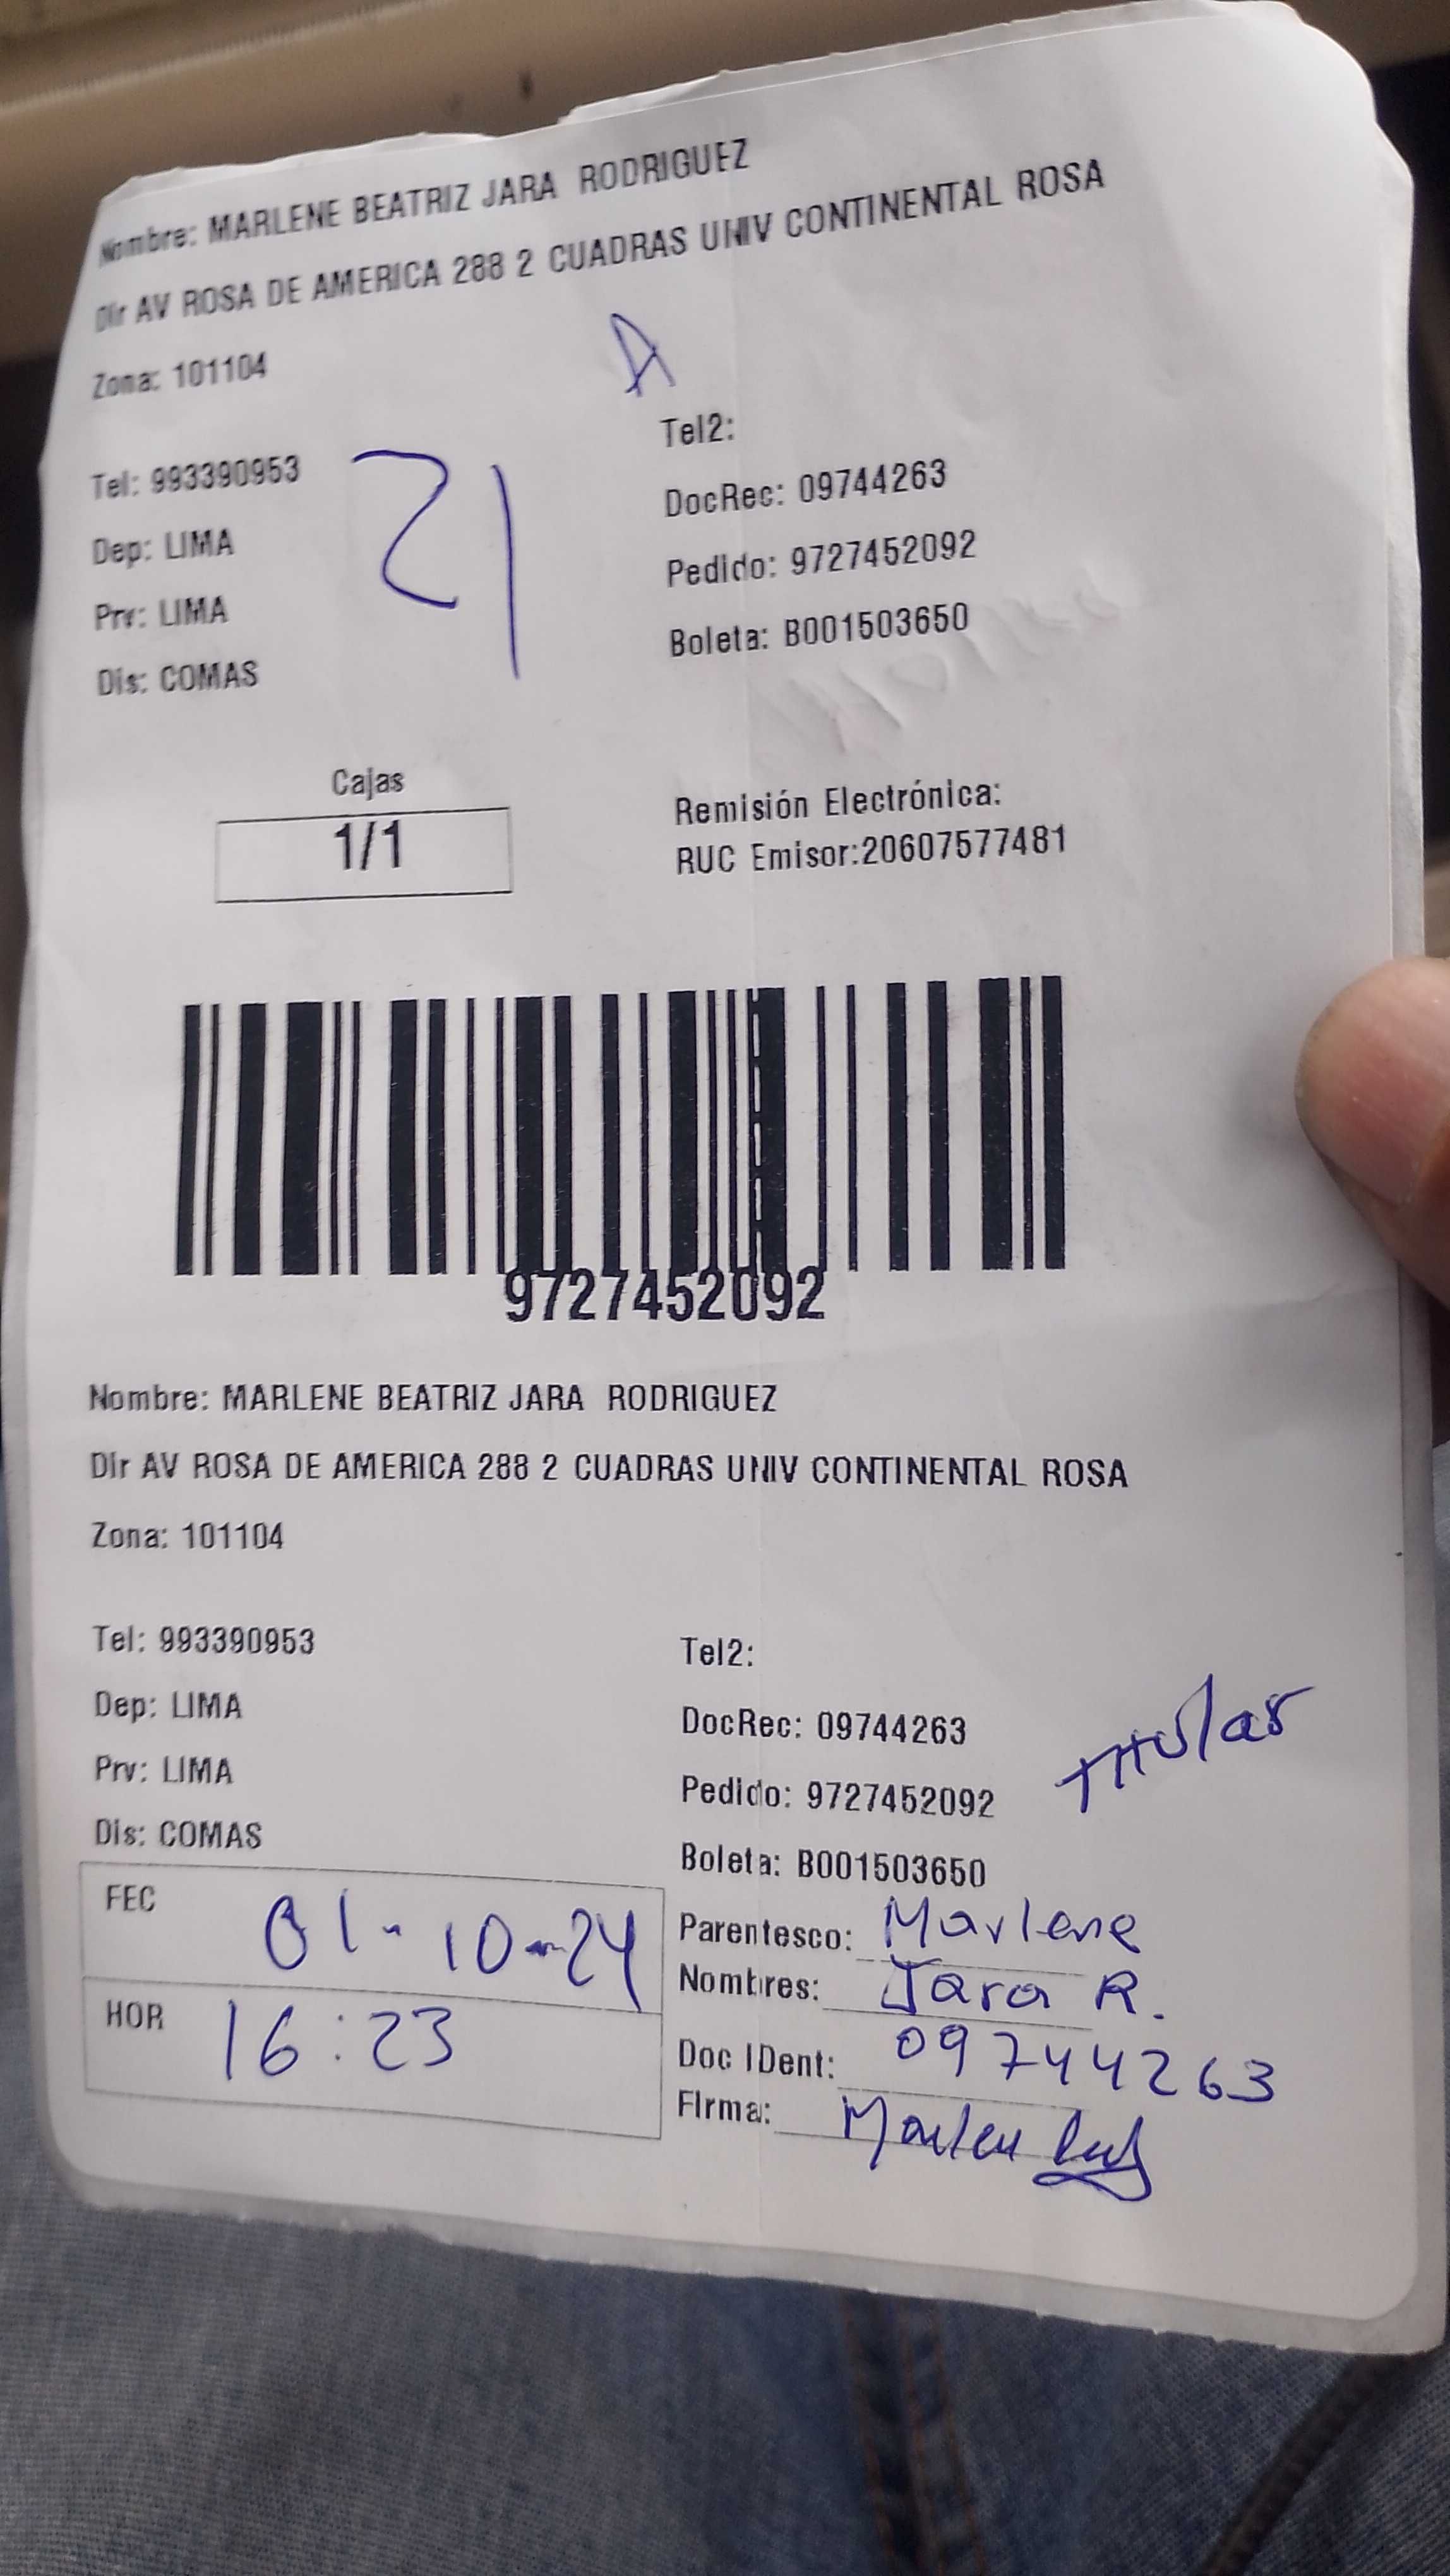 Nombre: MARLENE BEATRIZ JARA RODRIGUEZ
Dir AV ROSA DE AMERICA 288 2 CUADRAS UNIV CONTINENTAL ROSA
Zona: 101104
A
Tel: 993390953
Tel2:
21
Dep: LIMA
DocRec: 09744263
Prv: LIMA
Pedido: 9727452092
Dis: COMAS
Boleta: B001503650
Cajas
1/1
Remisión Electrónica:
RUC Emisor:20607577481
9727452092
Nombre: MARLENE BEATRIZ JARA RODRIGUEZ
Dir AV ROSA DE AMERICA 288 2 CUADRAS UNIV CONTINENTAL ROSA
Zona: 101104
Tel: 993390953
Tel2:
Dep: LIMA
DocRec: 09744263
titular
Prv: LIMA
Pedido: 9727452092
Dis: COMAS
Boleta: B001503650
FEC 01-10-24
Parentesco: Marlene
Nombres: Jara R.
HOR 16:23
Doc IDent: 09744263
Firma: Marlen